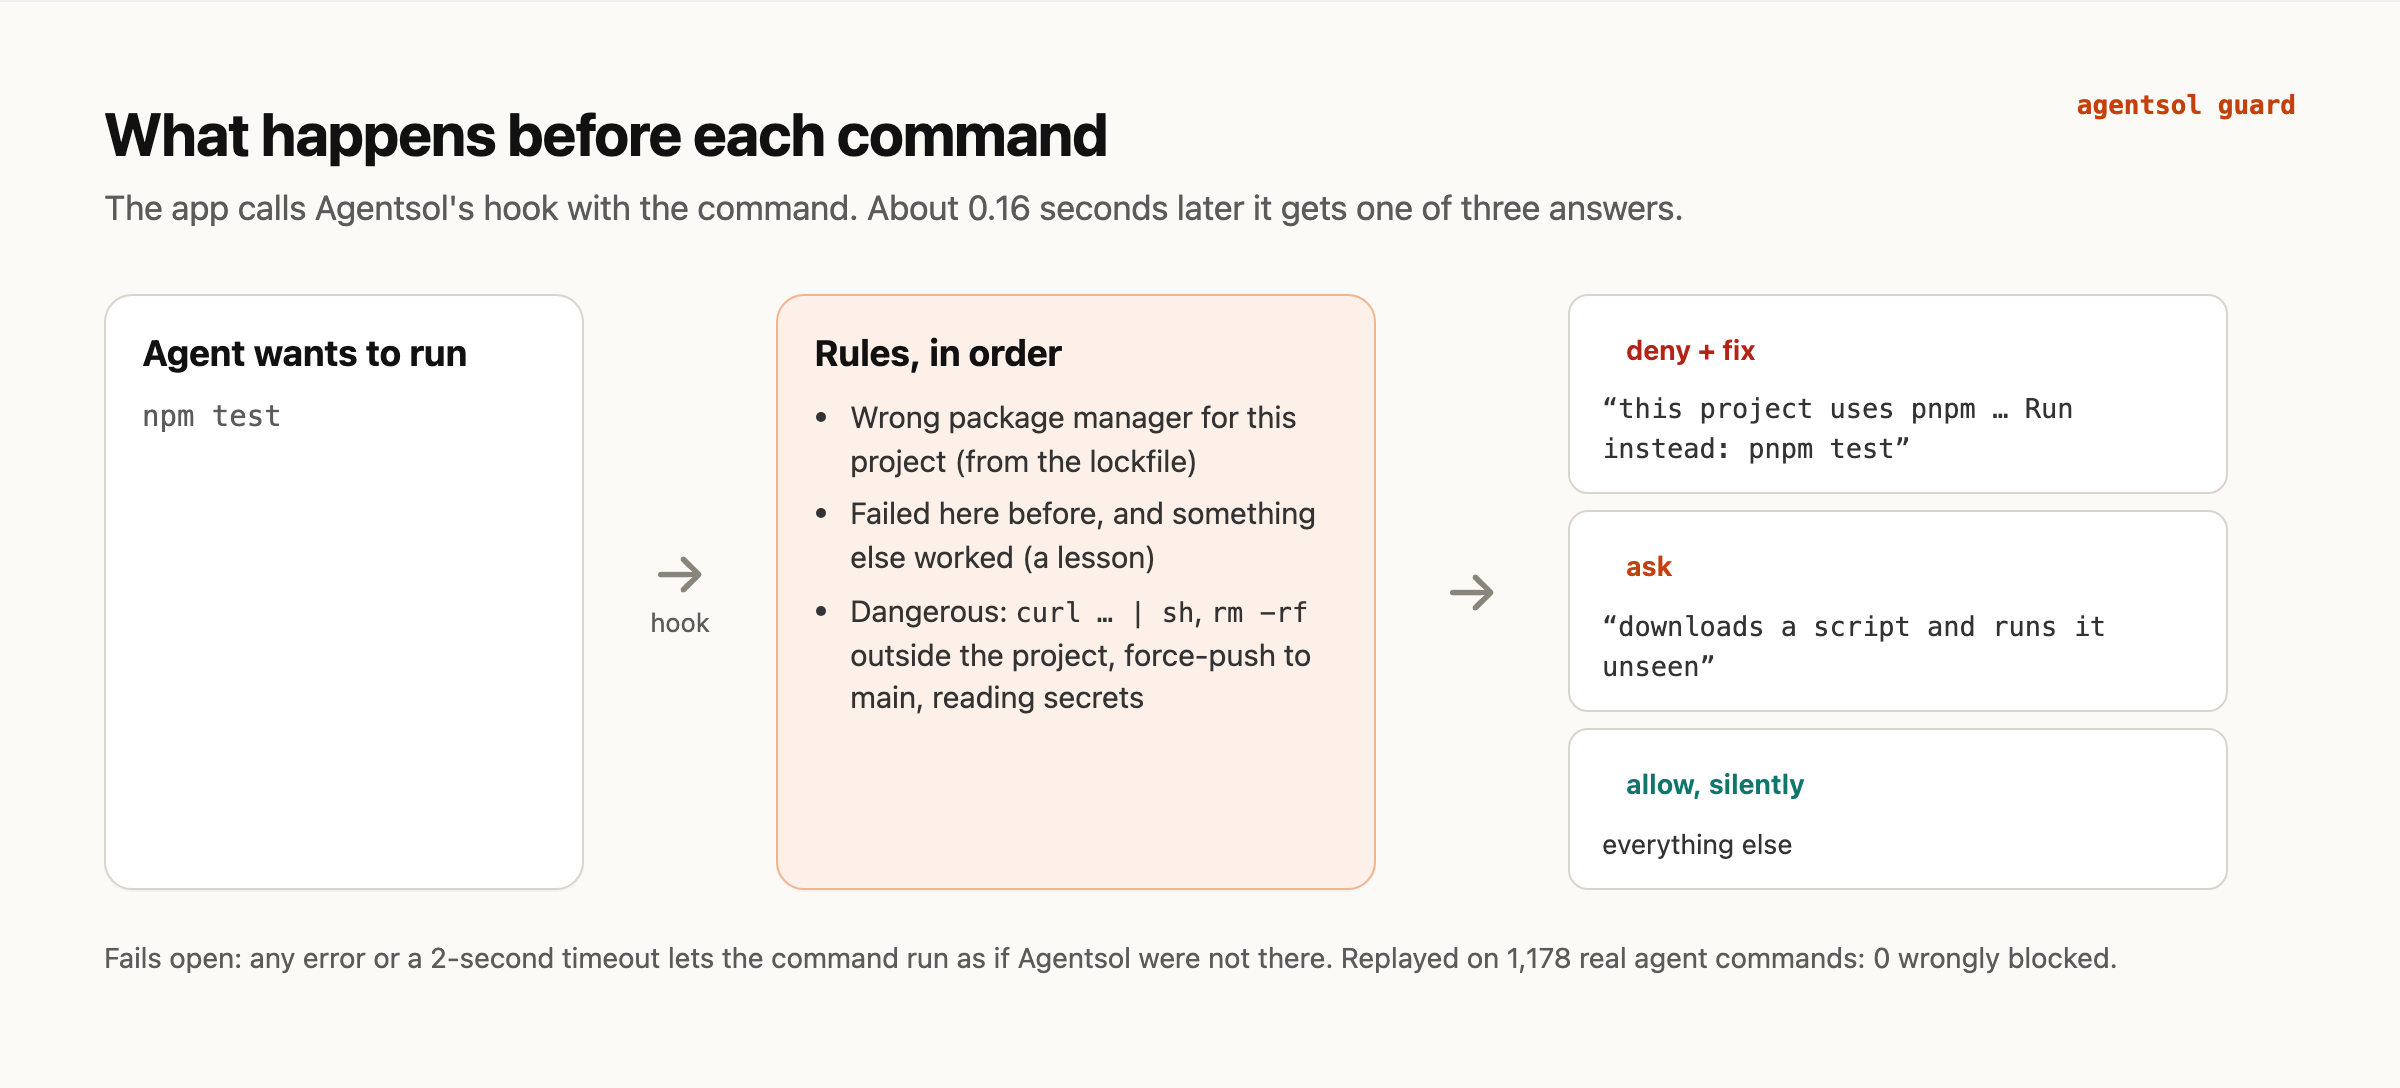 agentsol guard
What happens before each command
The app calls Agentsol's hook with the command. About 0.16 seconds later it gets one of three answers.
Agent wants to run
npm test
hook
Rules, in order
• Wrong package manager for this
project (from the lockfile)
• Failed here before, and something
else worked (a lesson)
• Dangerous: curl … | sh, rm -rf
outside the project, force-push to
main, reading secrets
deny + fix
“this project uses pnpm … Run
instead: pnpm test”
ask
“downloads a script and runs it
unseen”
allow, silently
everything else
Fails open: any error or a 2-second timeout lets the command run as if Agentsol were not there. Replayed on 1,178 real agent commands: 0 wrongly blocked.